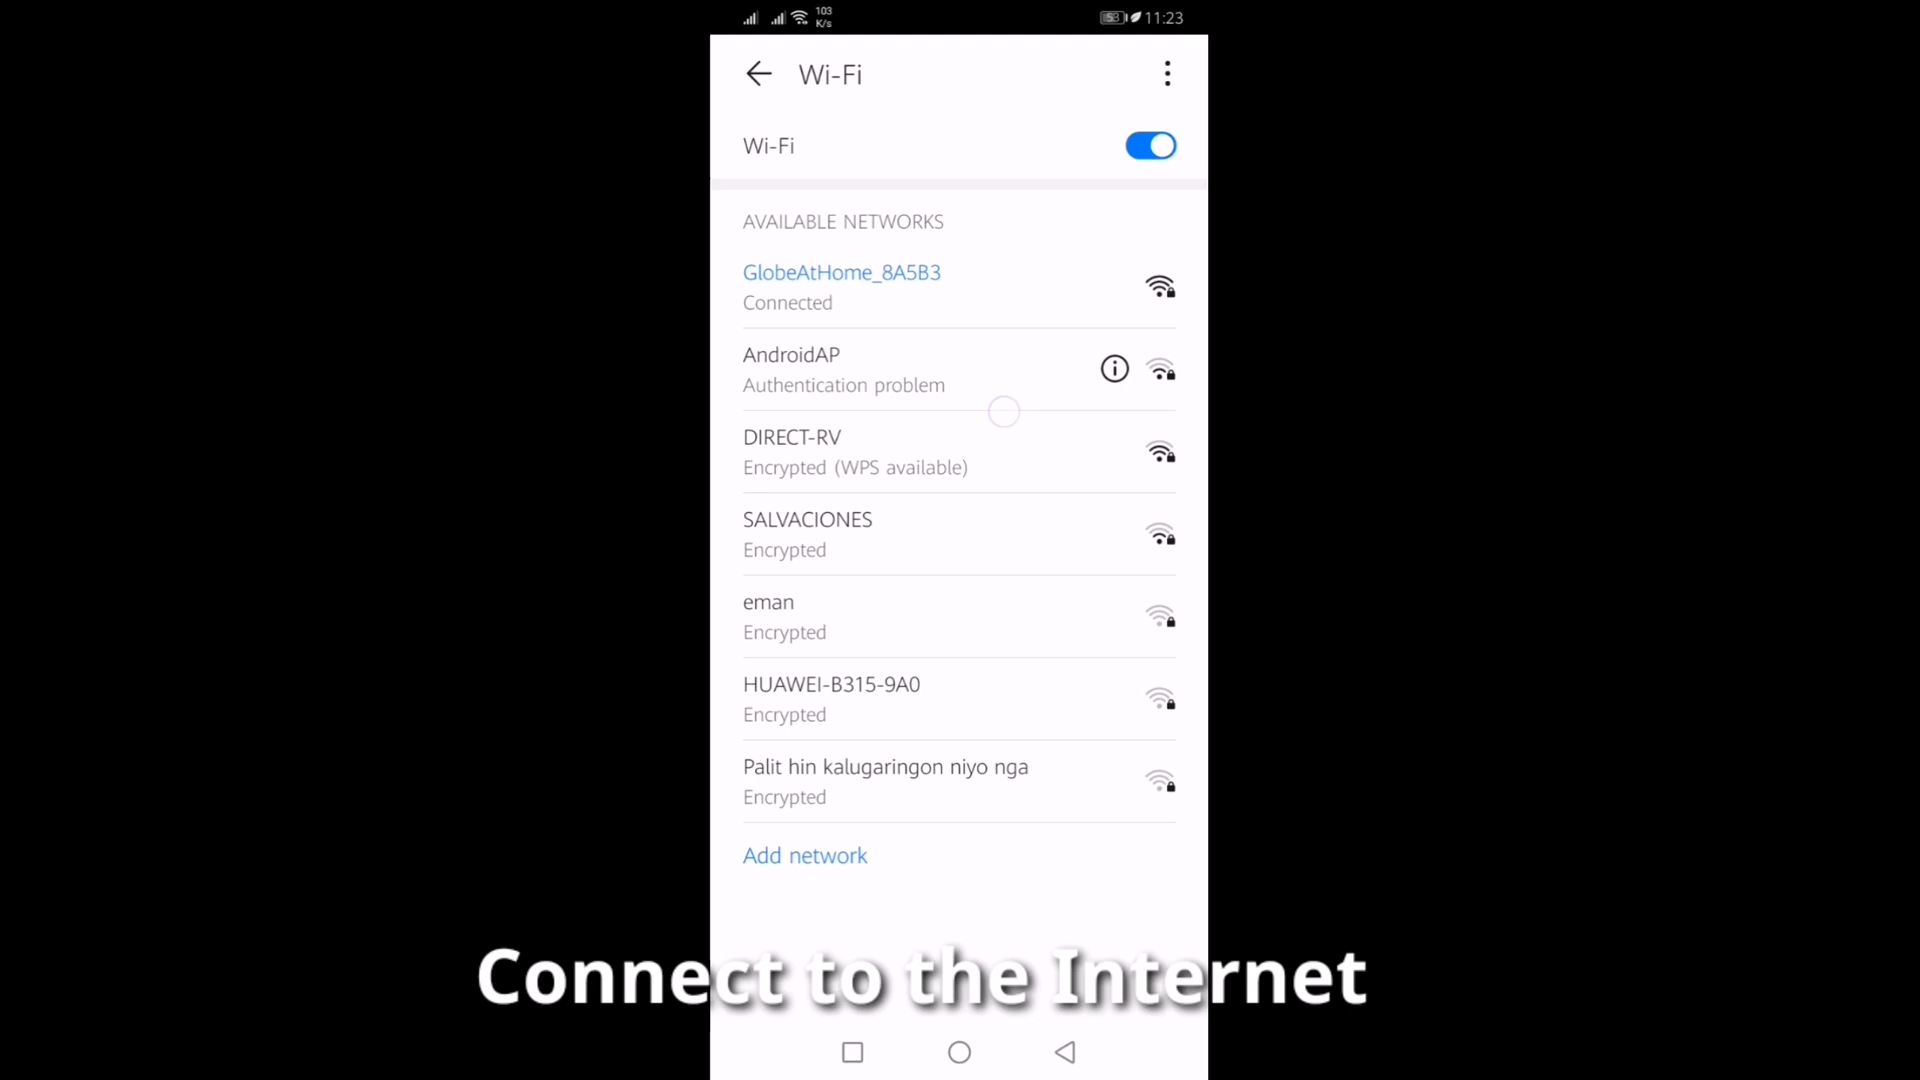 103
K/s
53
11:23
Wi-Fi
Wi-Fi
AVAILABLE NETWORKS
GlobeAtHome_8A5B3
Connected
AndroidAP
Authentication problem
DIRECT-RV
Encrypted (WPS available)
SALVACIONES
Encrypted
eman
Encrypted
HUAWEI-B315-9A0
Encrypted
Palit hin kalugaringon niyo nga
Encrypted
Add network
Connect to the Internet